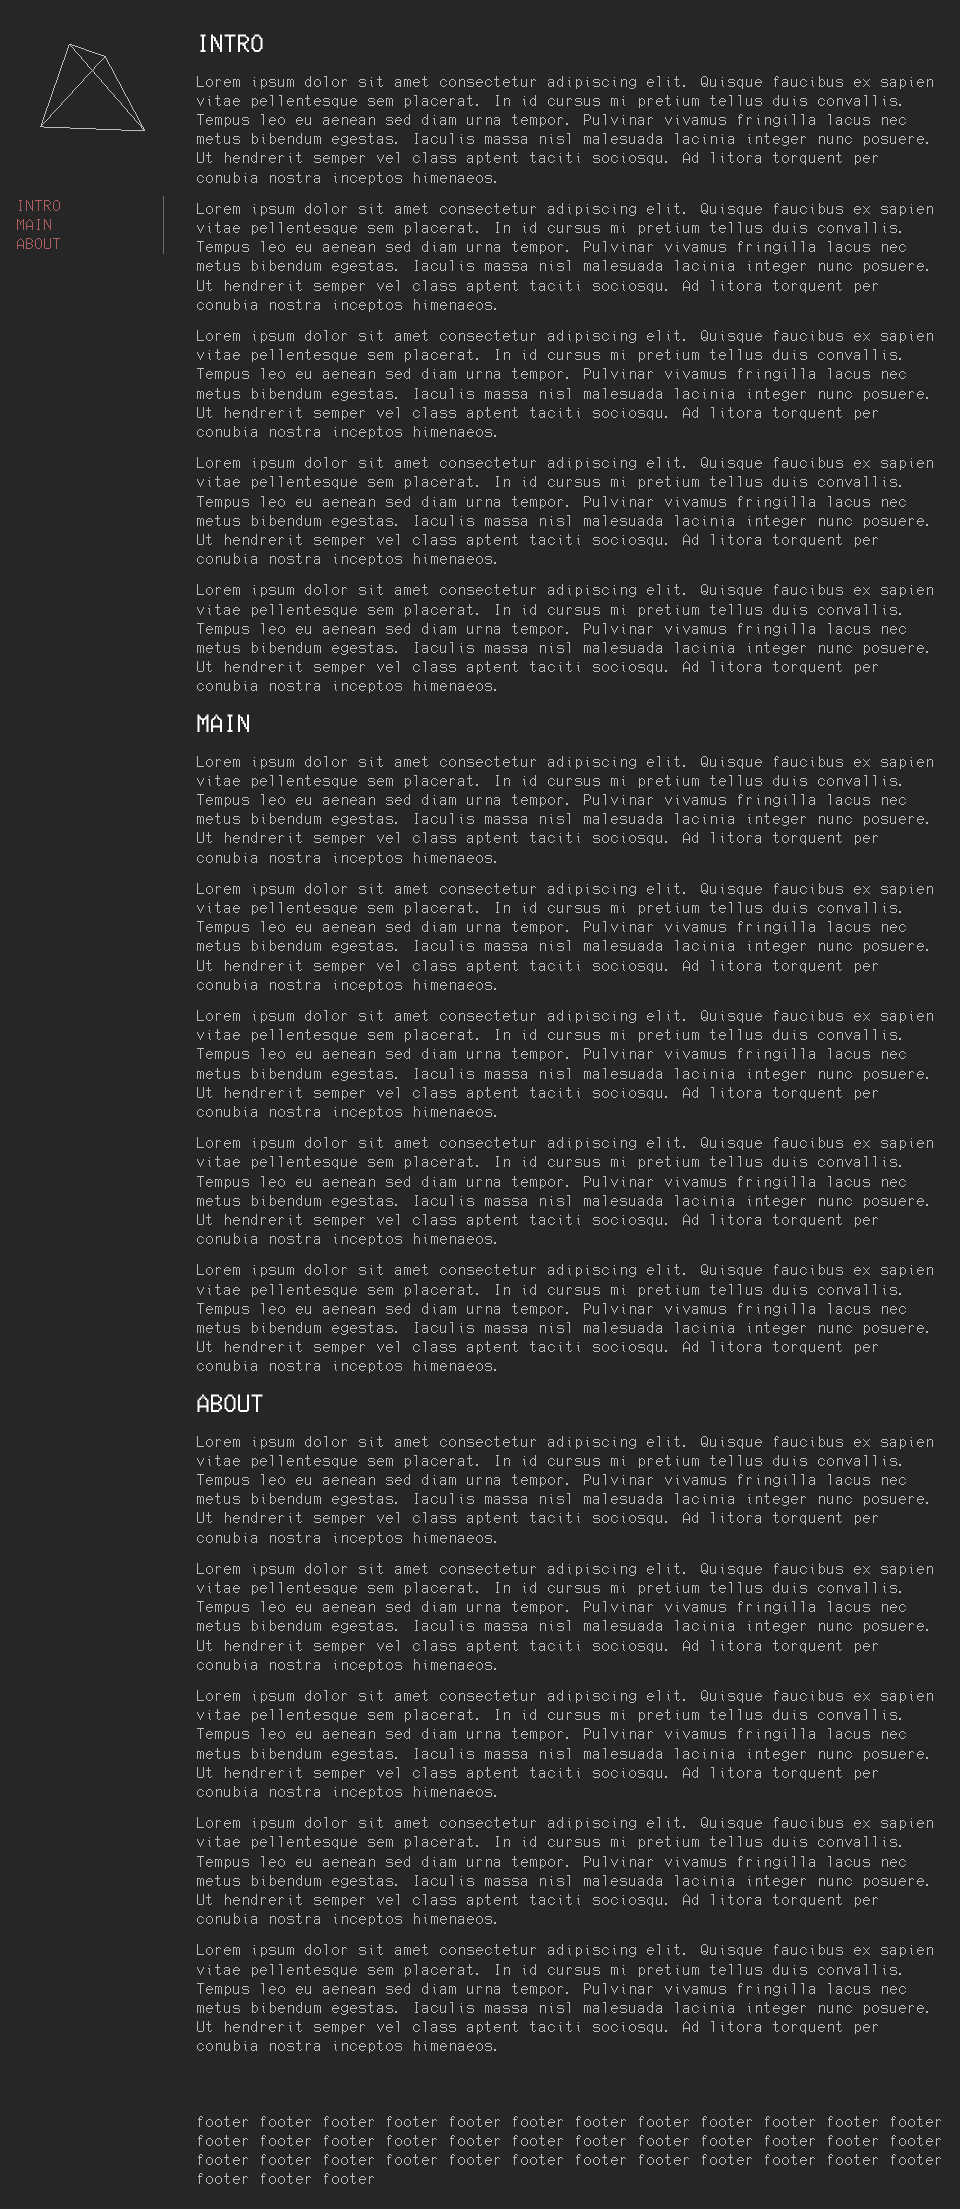 INTRO
MAIN
ABOUT
INTRO
Lorem ipsum dolor sit amet consectetur adipiscing elit. Quisque faucibus ex sapien
vitae pellentesque sem placerat. In id cursus mi pretium tellus duis convallis.
Tempus leo eu aenean sed diam urna tempor. Pulvinar vivamus fringilla lacus nec
metus bibendum egestas. Iaculis massa nisl malesuada lacinia integer nunc posuere.
Ut hendrerit semper vel class aptent taciti sociosqu. Ad litora torquent per
conubia nostra inceptos himenaeos.
Lorem ipsum dolor sit amet consectetur adipiscing elit. Quisque faucibus ex sapien
vitae pellentesque sem placerat. In id cursus mi pretium tellus duis convallis.
Tempus leo eu aenean sed diam urna tempor. Pulvinar vivamus fringilla lacus nec
metus bibendum egestas. Iaculis massa nisl malesuada lacinia integer nunc posuere.
Ut hendrerit semper vel class aptent taciti sociosqu. Ad litora torquent per
conubia nostra inceptos himenaeos.
Lorem ipsum dolor sit amet consectetur adipiscing elit. Quisque faucibus ex sapien
vitae pellentesque sem placerat. In id cursus mi pretium tellus duis convallis.
Tempus leo eu aenean sed diam urna tempor. Pulvinar vivamus fringilla lacus nec
metus bibendum egestas. Iaculis massa nisl malesuada lacinia integer nunc posuere.
Ut hendrerit semper vel class aptent taciti sociosqu. Ad litora torquent per
conubia nostra inceptos himenaeos.
Lorem ipsum dolor sit amet consectetur adipiscing elit. Quisque faucibus ex sapien
vitae pellentesque sem placerat. In id cursus mi pretium tellus duis convallis.
Tempus leo eu aenean sed diam urna tempor. Pulvinar vivamus fringilla lacus nec
metus bibendum egestas. Iaculis massa nisl malesuada lacinia integer nunc posuere.
Ut hendrerit semper vel class aptent taciti sociosqu. Ad litora torquent per
conubia nostra inceptos himenaeos.
Lorem ipsum dolor sit amet consectetur adipiscing elit. Quisque faucibus ex sapien
vitae pellentesque sem placerat. In id cursus mi pretium tellus duis convallis.
Tempus leo eu aenean sed diam urna tempor. Pulvinar vivamus fringilla lacus nec
metus bibendum egestas. Iaculis massa nisl malesuada lacinia integer nunc posuere.
Ut hendrerit semper vel class aptent taciti sociosqu. Ad litora torquent per
conubia nostra inceptos himenaeos.
MAIN
Lorem ipsum dolor sit amet consectetur adipiscing elit. Quisque faucibus ex sapien
vitae pellentesque sem placerat. In id cursus mi pretium tellus duis convallis.
Tempus leo eu aenean sed diam urna tempor. Pulvinar vivamus fringilla lacus nec
metus bibendum egestas. Iaculis massa nisl malesuada lacinia integer nunc posuere.
Ut hendrerit semper vel class aptent taciti sociosqu. Ad litora torquent per
conubia nostra inceptos himenaeos.
Lorem ipsum dolor sit amet consectetur adipiscing elit. Quisque faucibus ex sapien
vitae pellentesque sem placerat. In id cursus mi pretium tellus duis convallis.
Tempus leo eu aenean sed diam urna tempor. Pulvinar vivamus fringilla lacus nec
metus bibendum egestas. Iaculis massa nisl malesuada lacinia integer nunc posuere.
Ut hendrerit semper vel class aptent taciti sociosqu. Ad litora torquent per
conubia nostra inceptos himenaeos.
Lorem ipsum dolor sit amet consectetur adipiscing elit. Quisque faucibus ex sapien
vitae pellentesque sem placerat. In id cursus mi pretium tellus duis convallis.
Tempus leo eu aenean sed diam urna tempor. Pulvinar vivamus fringilla lacus nec
metus bibendum egestas. Iaculis massa nisl malesuada lacinia integer nunc posuere.
Ut hendrerit semper vel class aptent taciti sociosqu. Ad litora torquent per
conubia nostra inceptos himenaeos.
Lorem ipsum dolor sit amet consectetur adipiscing elit. Quisque faucibus ex sapien
vitae pellentesque sem placerat. In id cursus mi pretium tellus duis convallis.
Tempus leo eu aenean sed diam urna tempor. Pulvinar vivamus fringilla lacus nec
metus bibendum egestas. Iaculis massa nisl malesuada lacinia integer nunc posuere.
Ut hendrerit semper vel class aptent taciti sociosqu. Ad litora torquent per
conubia nostra inceptos himenaeos.
Lorem ipsum dolor sit amet consectetur adipiscing elit. Quisque faucibus ex sapien
vitae pellentesque sem placerat. In id cursus mi pretium tellus duis convallis.
Tempus leo eu aenean sed diam urna tempor. Pulvinar vivamus fringilla lacus nec
metus bibendum egestas. Iaculis massa nisl malesuada lacinia integer nunc posuere.
Ut hendrerit semper vel class aptent taciti sociosqu. Ad litora torquent per
conubia nostra inceptos himenaeos.
ABOUT
Lorem ipsum dolor sit amet consectetur adipiscing elit. Quisque faucibus ex sapien
vitae pellentesque sem placerat. In id cursus mi pretium tellus duis convallis.
Tempus leo eu aenean sed diam urna tempor. Pulvinar vivamus fringilla lacus nec
metus bibendum egestas. Iaculis massa nisl malesuada lacinia integer nunc posuere.
Ut hendrerit semper vel class aptent taciti sociosqu. Ad litora torquent per
conubia nostra inceptos himenaeos.
Lorem ipsum dolor sit amet consectetur adipiscing elit. Quisque faucibus ex sapien
vitae pellentesque sem placerat. In id cursus mi pretium tellus duis convallis.
Tempus leo eu aenean sed diam urna tempor. Pulvinar vivamus fringilla lacus nec
metus bibendum egestas. Iaculis massa nisl malesuada lacinia integer nunc posuere.
Ut hendrerit semper vel class aptent taciti sociosqu. Ad litora torquent per
conubia nostra inceptos himenaeos.
Lorem ipsum dolor sit amet consectetur adipiscing elit. Quisque faucibus ex sapien
vitae pellentesque sem placerat. In id cursus mi pretium tellus duis convallis.
Tempus leo eu aenean sed diam urna tempor. Pulvinar vivamus fringilla lacus nec
metus bibendum egestas. Iaculis massa nisl malesuada lacinia integer nunc posuere.
Ut hendrerit semper vel class aptent taciti sociosqu. Ad litora torquent per
conubia nostra inceptos himenaeos.
Lorem ipsum dolor sit amet consectetur adipiscing elit. Quisque faucibus ex sapien
vitae pellentesque sem placerat. In id cursus mi pretium tellus duis convallis.
Tempus leo eu aenean sed diam urna tempor. Pulvinar vivamus fringilla lacus nec
metus bibendum egestas. Iaculis massa nisl malesuada lacinia integer nunc posuere.
Ut hendrerit semper vel class aptent taciti sociosqu. Ad litora torquent per
conubia nostra inceptos himenaeos.
Lorem ipsum dolor sit amet consectetur adipiscing elit. Quisque faucibus ex sapien
vitae pellentesque sem placerat. In id cursus mi pretium tellus duis convallis.
Tempus leo eu aenean sed diam urna tempor. Pulvinar vivamus fringilla lacus nec
metus bibendum egestas. Iaculis massa nisl malesuada lacinia integer nunc posuere.
Ut hendrerit semper vel class aptent taciti sociosqu. Ad litora torquent per
conubia nostra inceptos himenaeos.
footer footer footer footer footer footer footer footer footer footer footer footer
footer footer footer footer footer footer footer footer footer footer footer footer
footer footer footer footer footer footer footer footer footer footer footer footer
footer footer footer